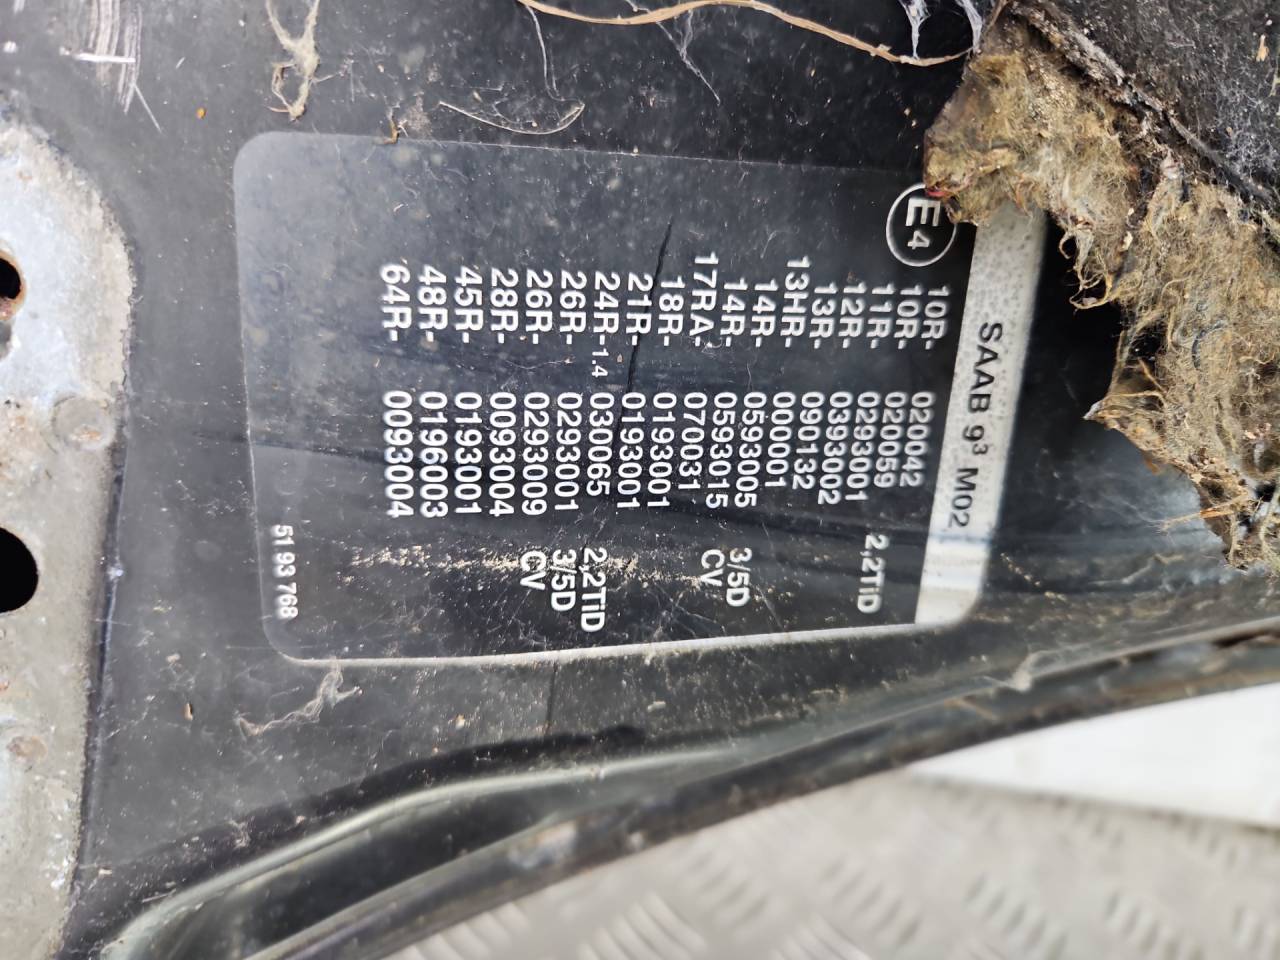 SAAB 9³ M02
E4
10R- 020042
10R- 020059 2,2TiD
11R- 0293001
12R- 0393002
13R- 090132
13HR- 000001
14R- 0593005 3/5D
14R- 0593015 CV
17RA- 070031
18R- 0193001
21R- 0193001
24R-1.4 030065 2,2TiD
26R- 0293001 3/5D
26R- 0293009 CV
28R- 0093004
45R- 0193001
48R- 0196003
64R- 0093004
51 93 768